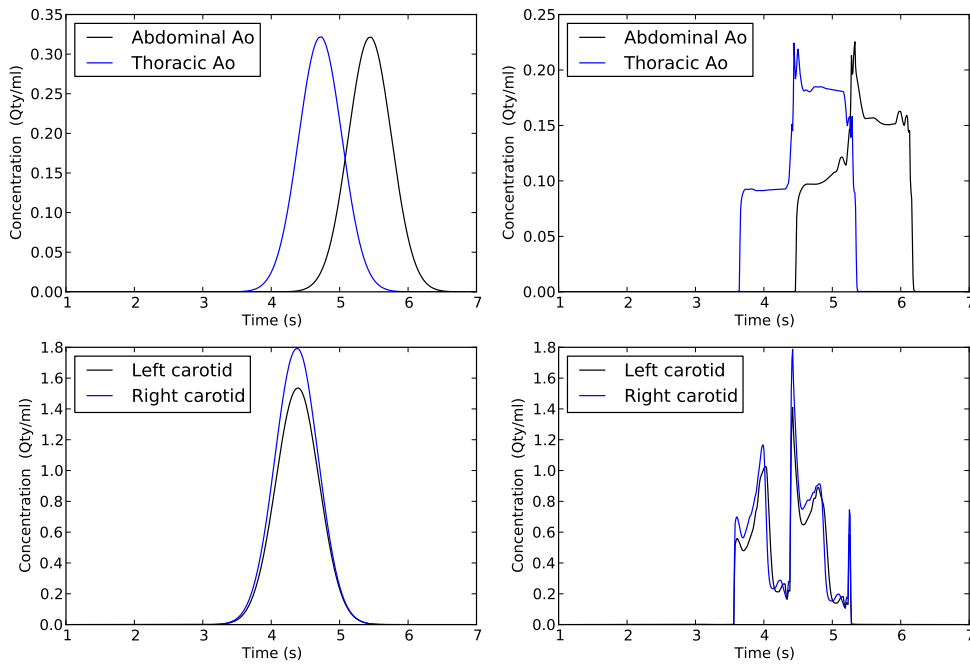 Concentration (Qty/ml)
0.35
0.30
0.25
0.20
0.15
0.10
0.05
0.00
Abdominal Ao
Thoracic Ao
1 2 3 4 5 6 7
Time (s)
Concentration (Qty/ml)
0.25
0.20
0.15
0.10
0.05
0.00
Abdominal Ao
Thoracic Ao
1 2 3 4 5 6 7
Time (s)
Concentration (Qty/ml)
1.8
1.6
1.4
1.2
1.0
0.8
0.6
0.4
0.2
0.0
Left carotid
Right carotid
1 2 3 4 5 6 7
Time (s)
Concentration (Qty/ml)
1.8
1.6
1.4
1.2
1.0
0.8
0.6
0.4
0.2
0.0
Left carotid
Right carotid
1 2 3 4 5 6 7
Time (s)